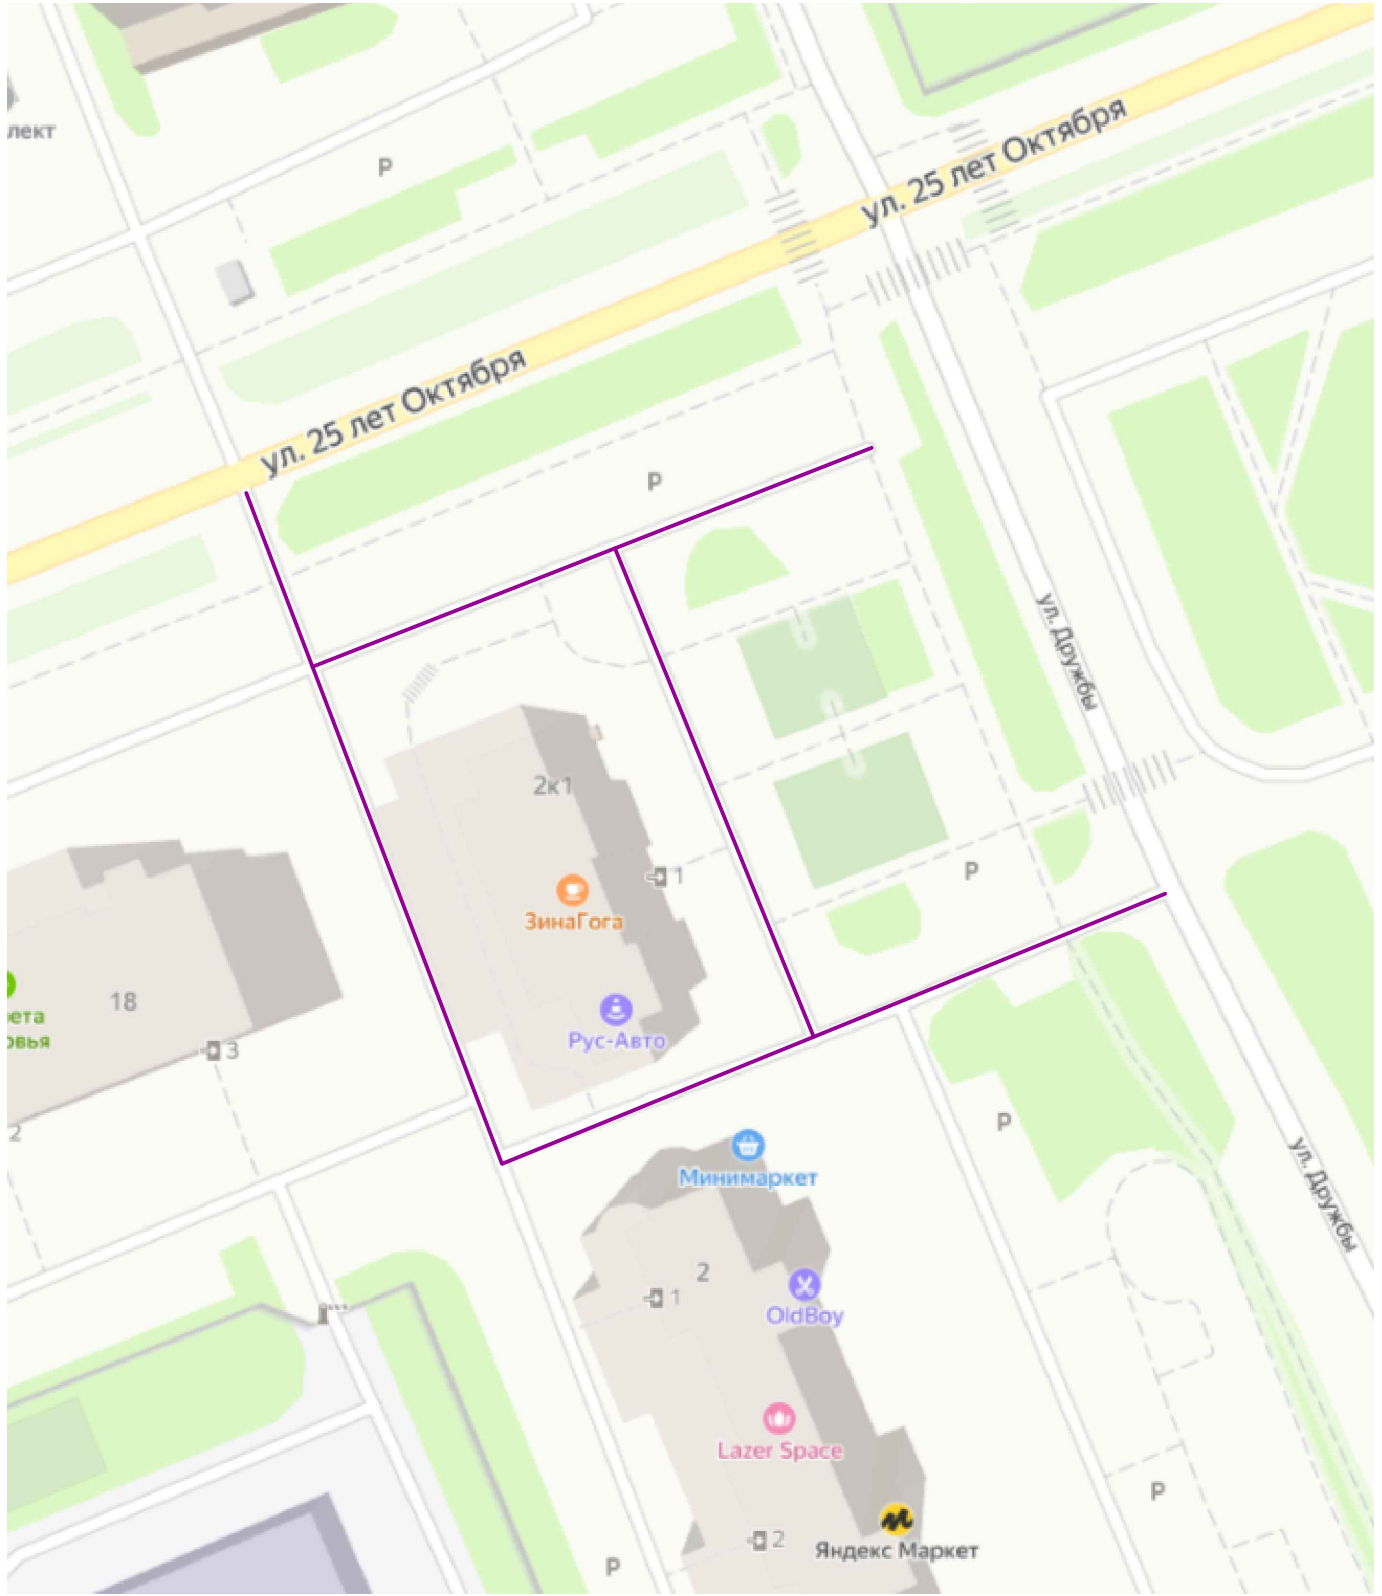 лект
P
ул. 25 лет Октября
ул. 25 лет Октября
P
ул. Дружбы
2к1
1
P
ЗинаГога
18
Рус-Авто
3
P
2
Минимаркет
ул. Дружбы
2
1
OldBoy
Lazer Space
P
Яндекс Маркет
2
P